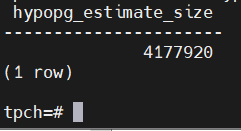 hypopg_estimate_size
----------------------
4177920
(1 row)
tpch=#